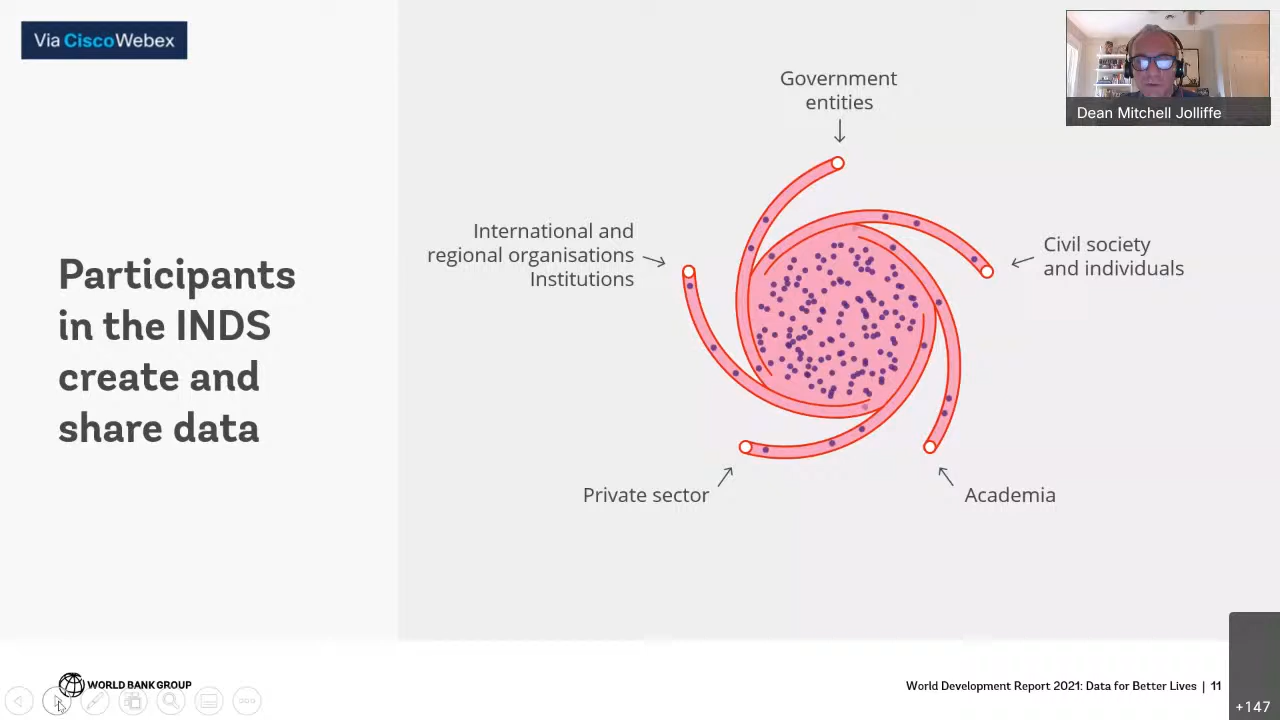 Via CiscoWebex
Dean Mitchell Jolliffe
Participants
in the INDS
create and
share data
Government
entities
International and
regional organisations
Institutions
Civil society
and individuals
Private sector
Academia
WORLD BANK GROUP
World Development Report 2021: Data for Better Lives | 11
+147